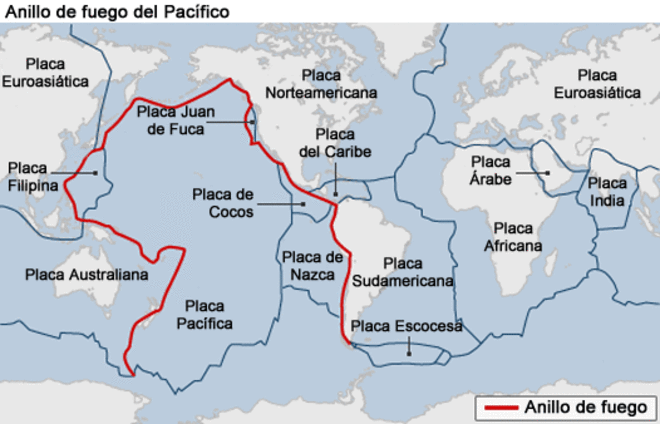 Anillo de fuego del Pacífico
Placa
Euroasiática
Placa
Norteamericana
Placa
Euroasiática
Placa Juan
de Fuca
Placa
del Caribe
Placa
Filipina
Placa de
Cocos
Placa
Árabe
Placa
India
Placa
Africana
Placa Australiana
Placa de
Nazca
Placa
Sudamericana
Placa
Pacífica
Placa Escocesa
Anillo de fuego